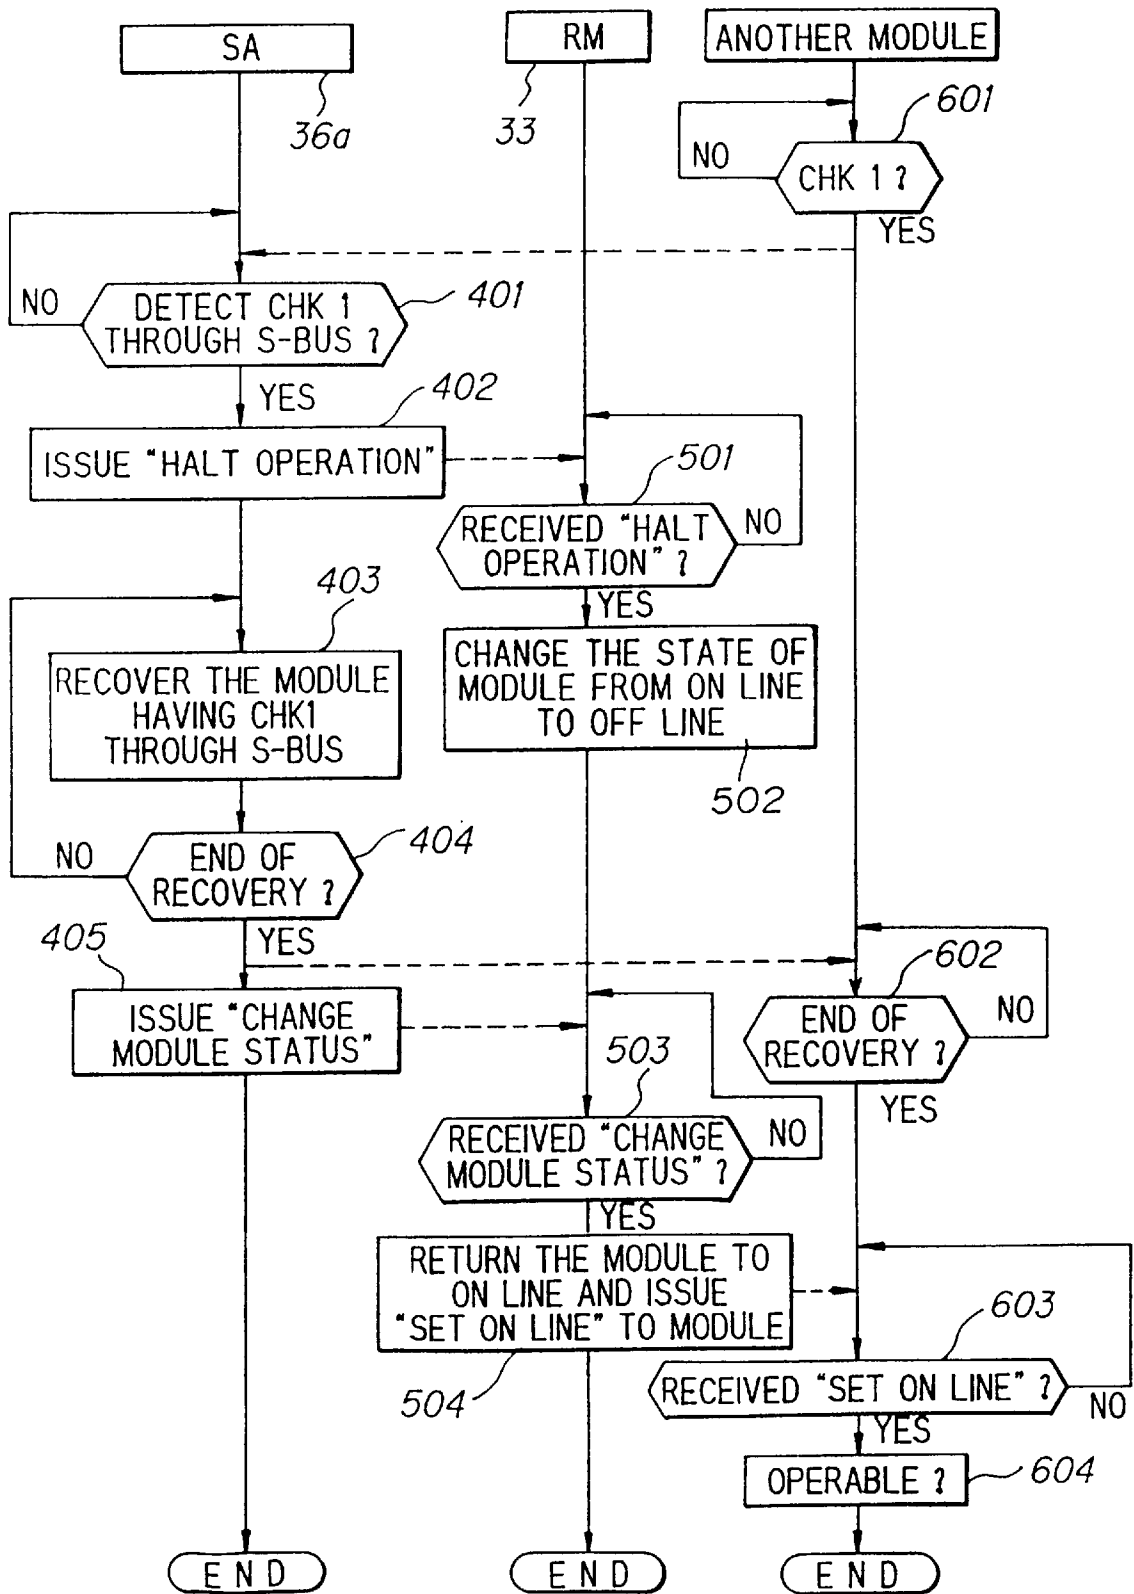 SA
RM
ANOTHER MODULE
36a
33
601
NO
CHK 1 ?
YES
NO
DETECT CHK 1
THROUGH S-BUS ?
401
YES
402
ISSUE "HALT OPERATION"
501
RECEIVED "HALT
OPERATION" ?
NO
YES
403
RECOVER THE MODULE
HAVING CHK1
THROUGH S-BUS
CHANGE THE STATE OF
MODULE FROM ON LINE
TO OFF LINE
502
NO
END OF
RECOVERY ?
404
YES
405
602
ISSUE "CHANGE
MODULE STATUS"
END OF
RECOVERY ?
NO
YES
503
RECEIVED "CHANGE
MODULE STATUS" ?
NO
YES
RETURN THE MODULE TO
ON LINE AND ISSUE
"SET ON LINE" TO MODULE
504
603
RECEIVED "SET ON LINE" ?
NO
YES
OPERABLE ?
604
END
END
END